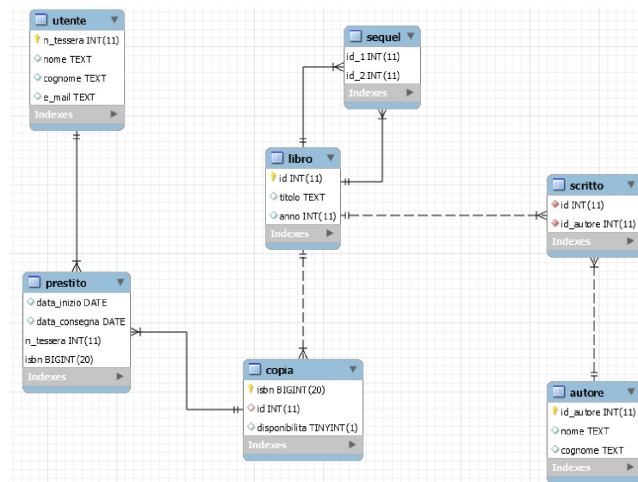 utente
n_tessera INT(11)
nome TEXT
cognome TEXT
e_mail TEXT
Indexes
sequel
id_1 INT(11)
id_2 INT(11)
Indexes
libro
id INT(11)
titolo TEXT
anno INT(11)
Indexes
scritto
id INT(11)
id_autore INT(11)
Indexes
prestito
data_inizio DATE
data_consegna DATE
n_tessera INT(11)
isbn BIGINT(20)
Indexes
copia
isbn BIGINT(20)
id INT(11)
disponibilita TINYINT(1)
Indexes
autore
id_autore INT(11)
nome TEXT
cognome TEXT
Indexes